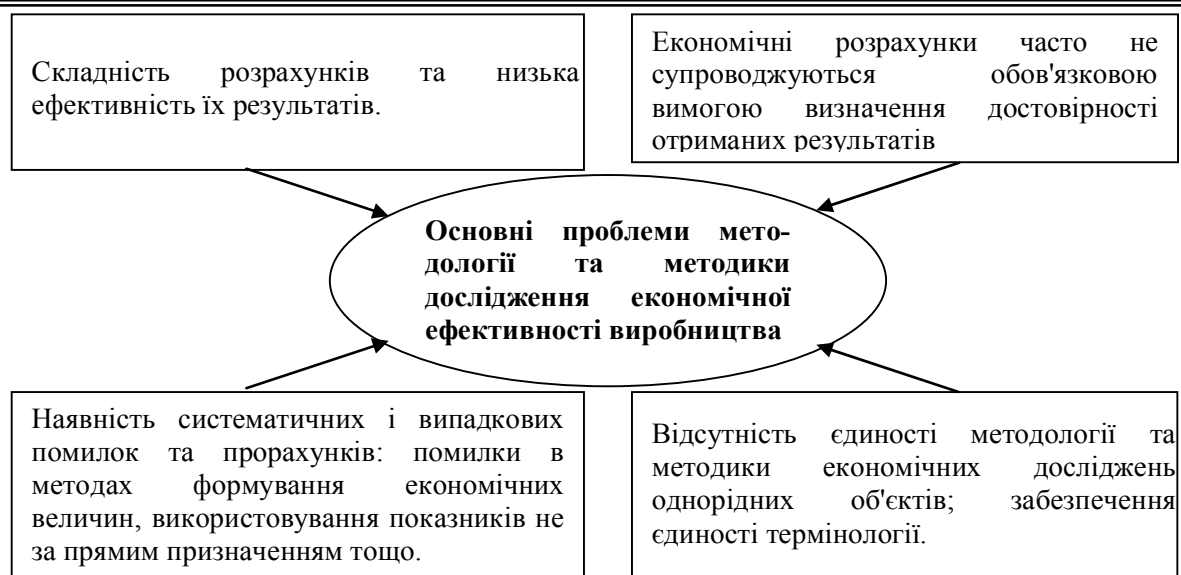 Складність розрахунків та низька
ефективність їх результатів.
Економічні розрахунки часто не
супроводжуються обов'язковою
вимогою визначення достовірності
отриманих результатів
Основні проблеми мето-
дології та методики
дослідження економічної
ефективності виробництва
Наявність систематичних і випадкових
помилок та прорахунків: помилки в
методах формування економічних
величин, використовування показників не
за прямим призначенням тощо.
Відсутність єдиності методології та
методики економічних досліджень
однорідних об'єктів; забезпечення
єдиності термінології.